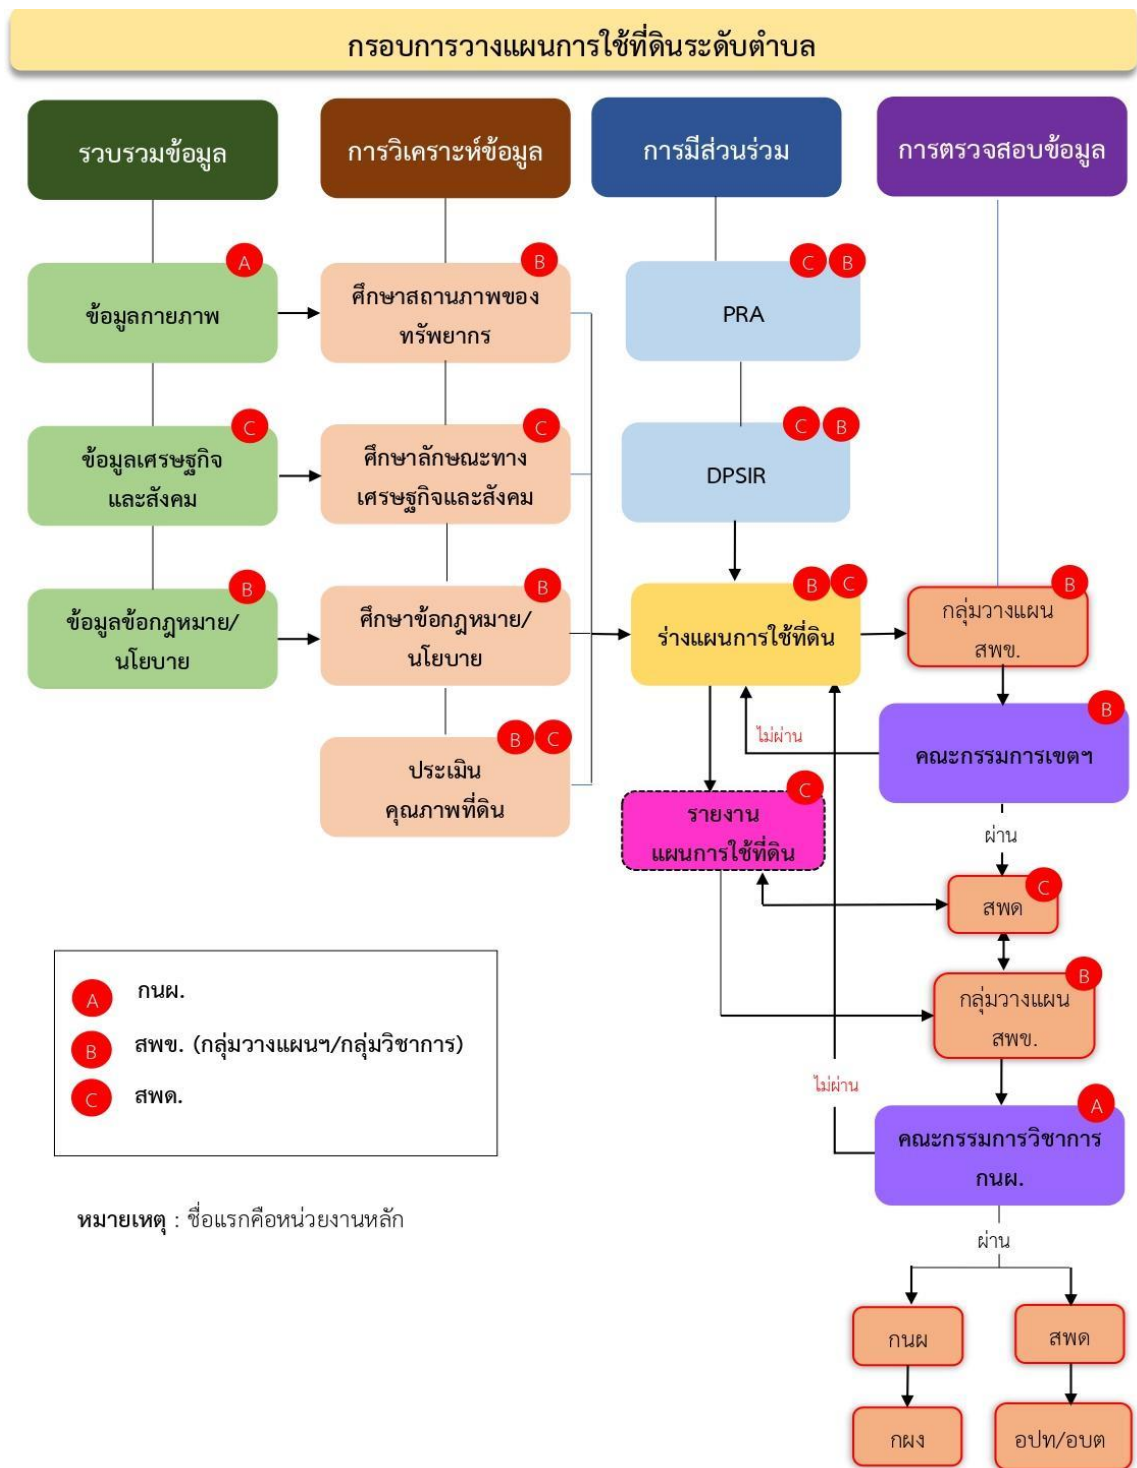 กรอบการวางแผนการใช้ที่ดินระดับตำบล
รวบรวมข้อมูล
การวิเคราะห์ข้อมูล
การมีส่วนร่วม
การตรวจสอบข้อมูล
A
ข้อมูลกายภาพ
B
ศึกษาสถานภาพของ
ทรัพยากร
C B
PRA
C
ข้อมูลเศรษฐกิจ
และสังคม
C
ศึกษาลักษณะทาง
เศรษฐกิจและสังคม
C B
DPSIR
B
ข้อมูลข้อกฎหมาย/
นโยบาย
B
ศึกษาข้อกฎหมาย/
นโยบาย
B C
ร่างแผนการใช้ที่ดิน
B
กลุ่มวางแผน
สพข.
B C
ประเมิน
คุณภาพที่ดิน
ไม่ผ่าน
B
คณะกรรมการเขตฯ
C
รายงาน
แผนการใช้ที่ดิน
ผ่าน
C
สพด
B
กลุ่มวางแผน
สพข.
A กนผ.
B สพข. (กลุ่มวางแผนฯ/กลุ่มวิชาการ)
C สพด.
ไม่ผ่าน
A
คณะกรรมการวิชาการ
กนผ.
หมายเหตุ : ชื่อแรกคือหน่วยงานหลัก
ผ่าน
กนผ
สพด
กผง
อปท/อบต